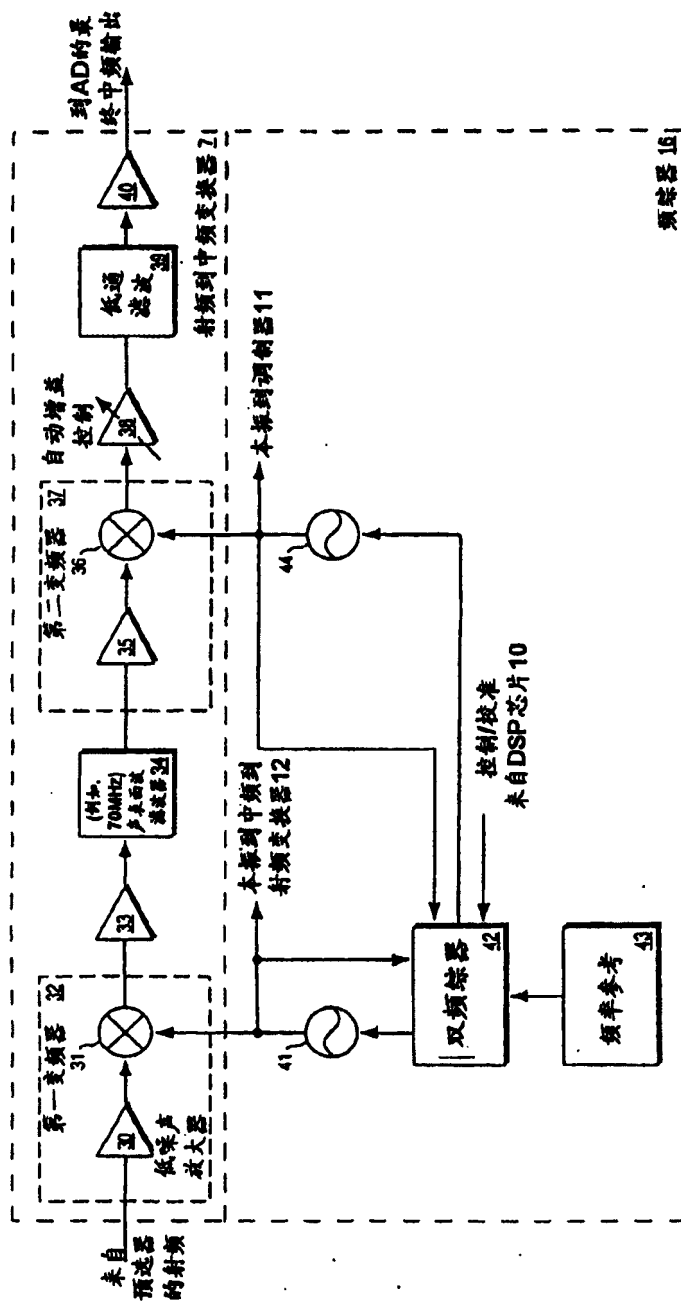 来自
预选器
的射频
第一变频器 32
31
30
低噪声
放大器
33
(例如,
70MHz)
声表面波
滤波器34
第二变频器 37
36
35
自动增益
控制
38
低通
滤波
39
40
到AD的最
终中频输出
射频到中频变换器7
本振到中频到
射频变换器12
本振到调制器11
41
44
双频综器
42
控制/校准
来自DSP芯片10
频率参考
43
频综器16